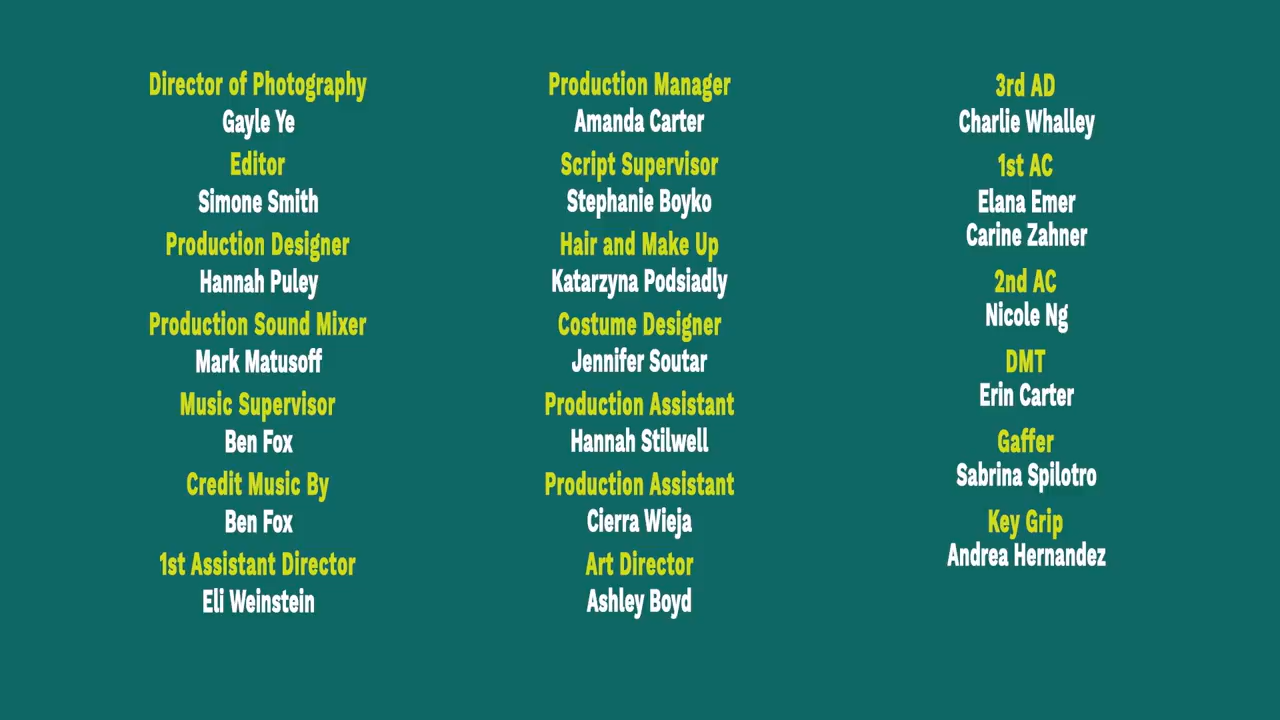 Director of Photography
Gayle Ye
Editor
Simone Smith
Production Designer
Hannah Puley
Production Sound Mixer
Mark Matusoff
Music Supervisor
Ben Fox
Credit Music By
Ben Fox
1st Assistant Director
Eli Weinstein
Production Manager
Amanda Carter
Script Supervisor
Stephanie Boyko
Hair and Make Up
Katarzyna Podsiadly
Costume Designer
Jennifer Soutar
Production Assistant
Hannah Stilwell
Production Assistant
Cierra Wieja
Art Director
Ashley Boyd
3rd AD
Charlie Whalley
1st AC
Elana Emer
Carine Zahner
2nd AC
Nicole Ng
DMT
Erin Carter
Gaffer
Sabrina Spilotro
Key Grip
Andrea Hernandez